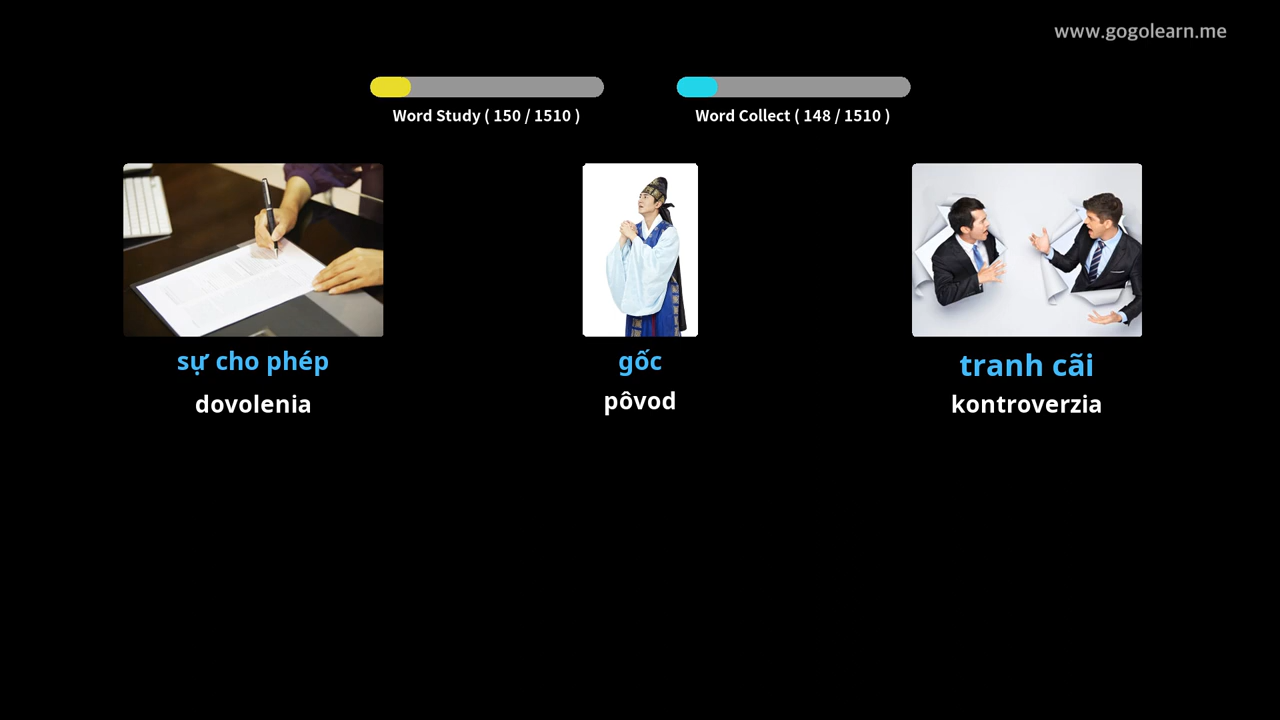 www.gogolearn.me
Word Study ( 150 / 1510 )
Word Collect ( 148 / 1510 )
sự cho phép
gốc
tranh cãi
dovolenia
pôvod
kontroverzia